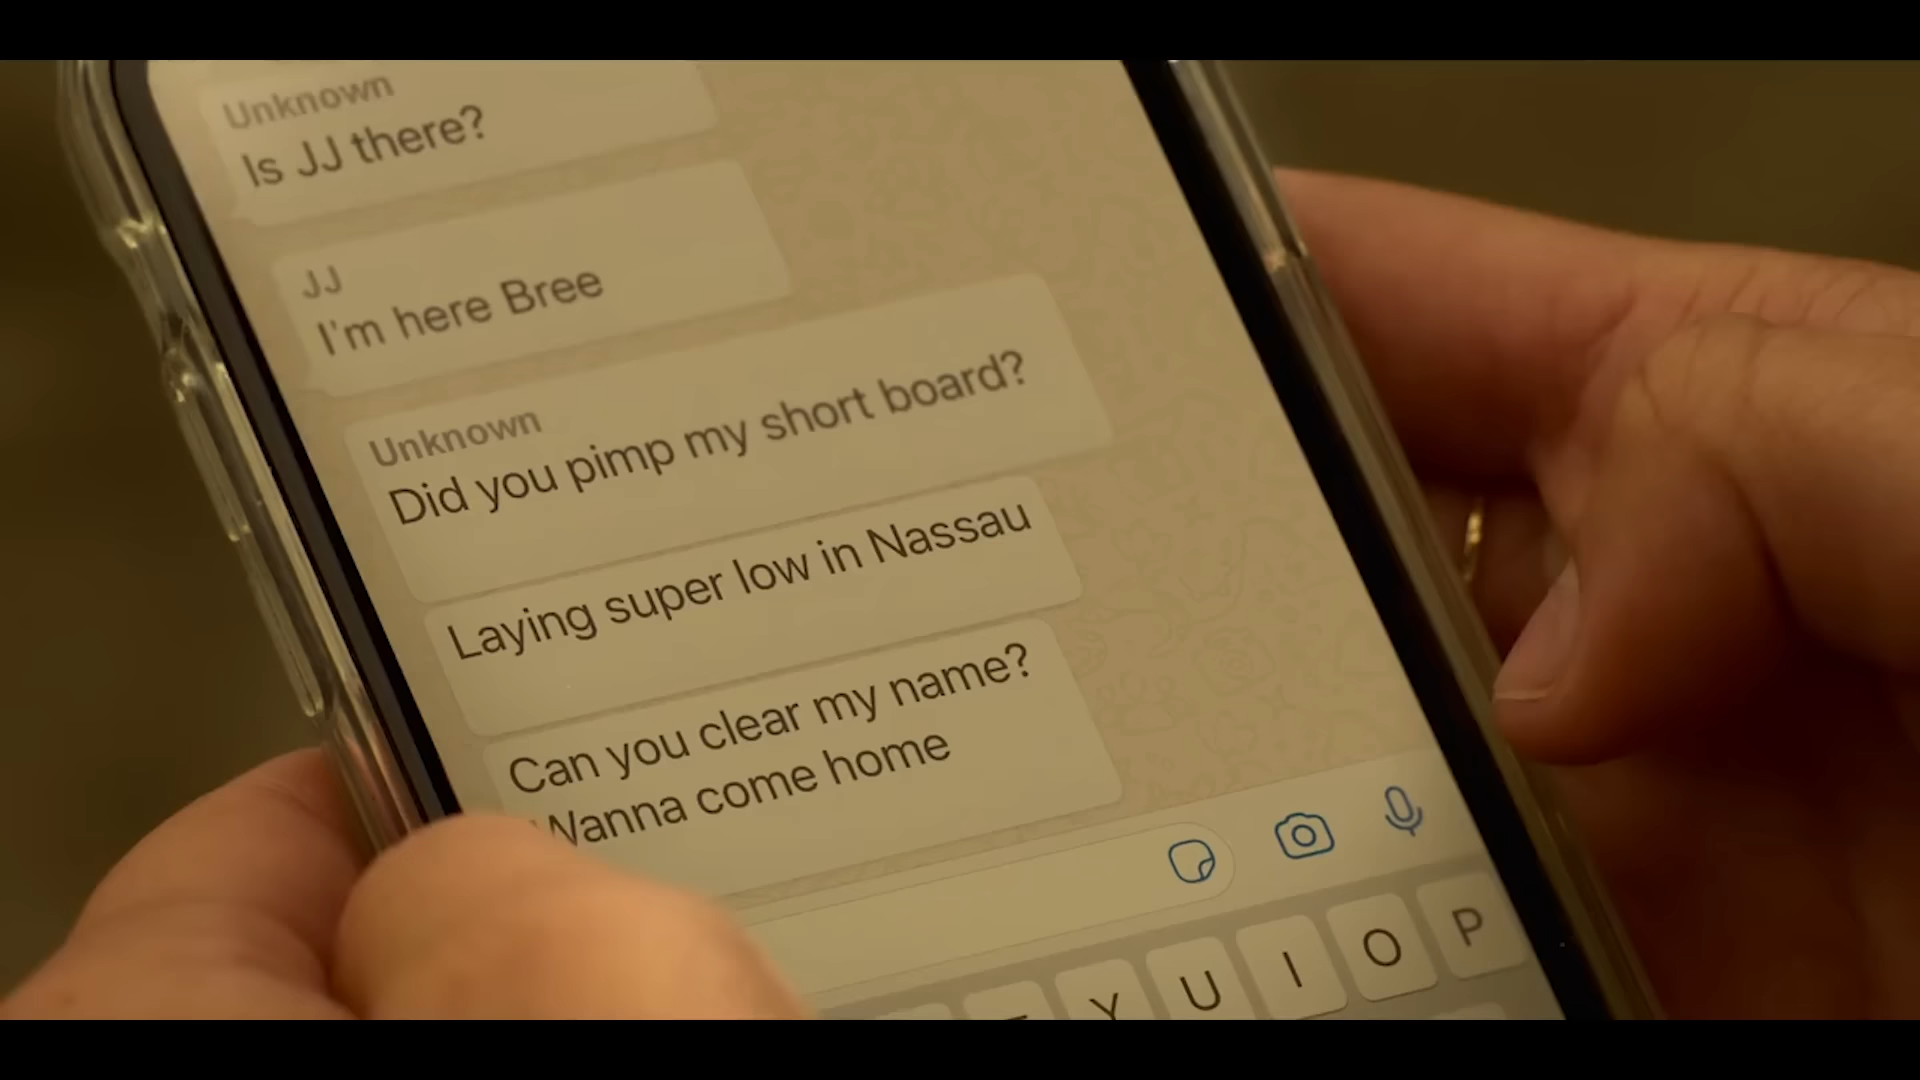 Unknown
Is JJ there?
JJ
I'm here Bree
Unknown
Did you pimp my short board?
Laying super low in Nassau
Can you clear my name?
Wanna come home
Y U I O P